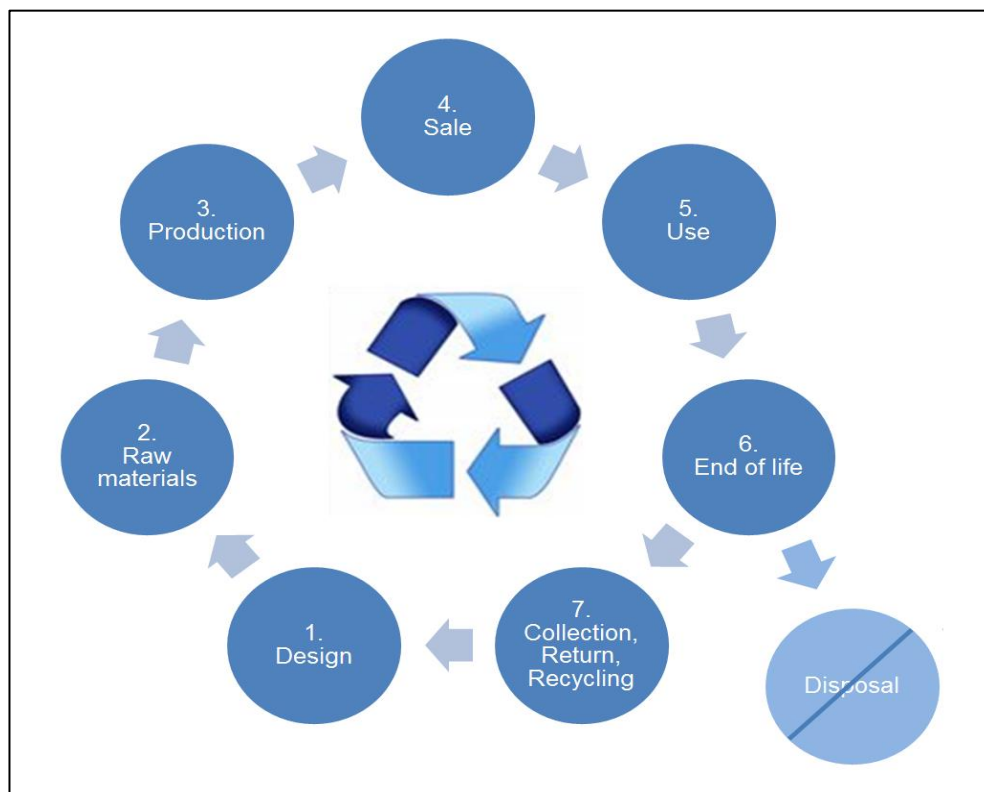 1.
Design
2.
Raw
materials
3.
Production
4.
Sale
5.
Use
6.
End of life
7.
Collection,
Return,
Recycling
Disposal